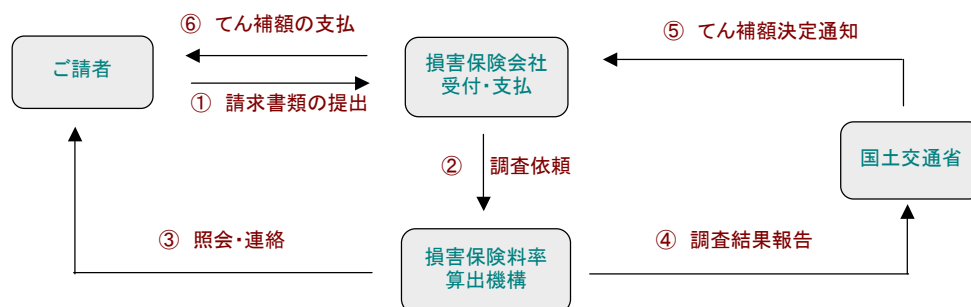 ⑥ てん補額の支払
⑤ てん補額決定通知
ご請者
損害保険会社
受付・支払
① 請求書類の提出
国土交通省
② 調査依頼
③ 照会・連絡
④ 調査結果報告
損害保険料率
算出機構